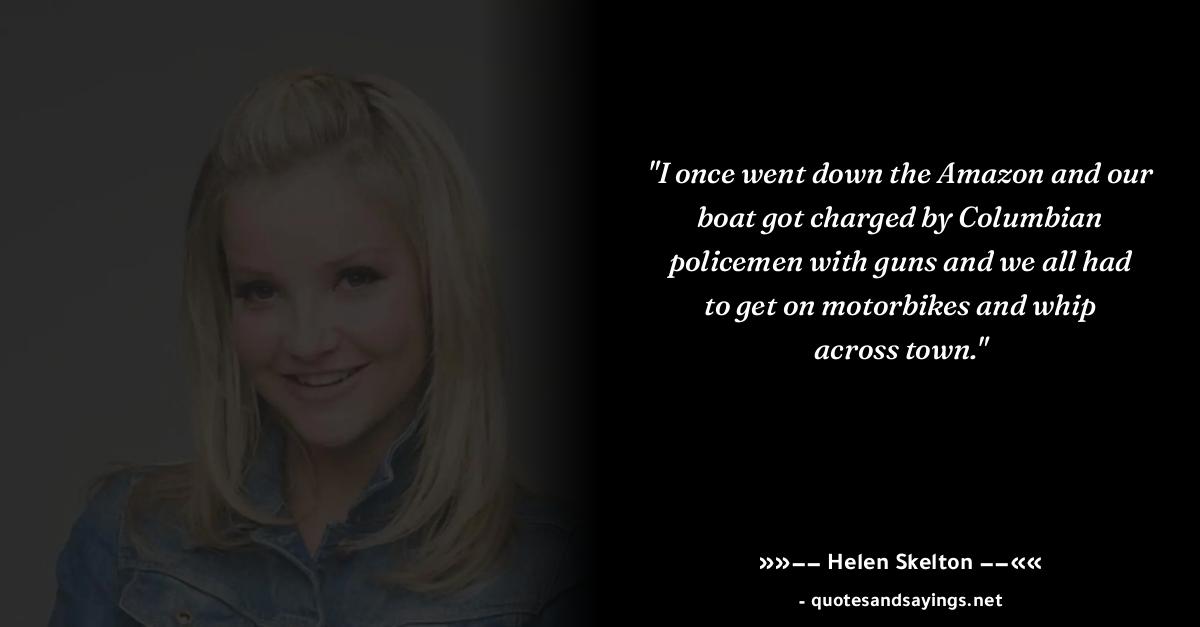 "I once went down the Amazon and our
boat got charged by Columbian
policemen with guns and we all had
to get on motorbikes and whip
across town."
»»–– Helen Skelton ––««
- quotesandsayings.net